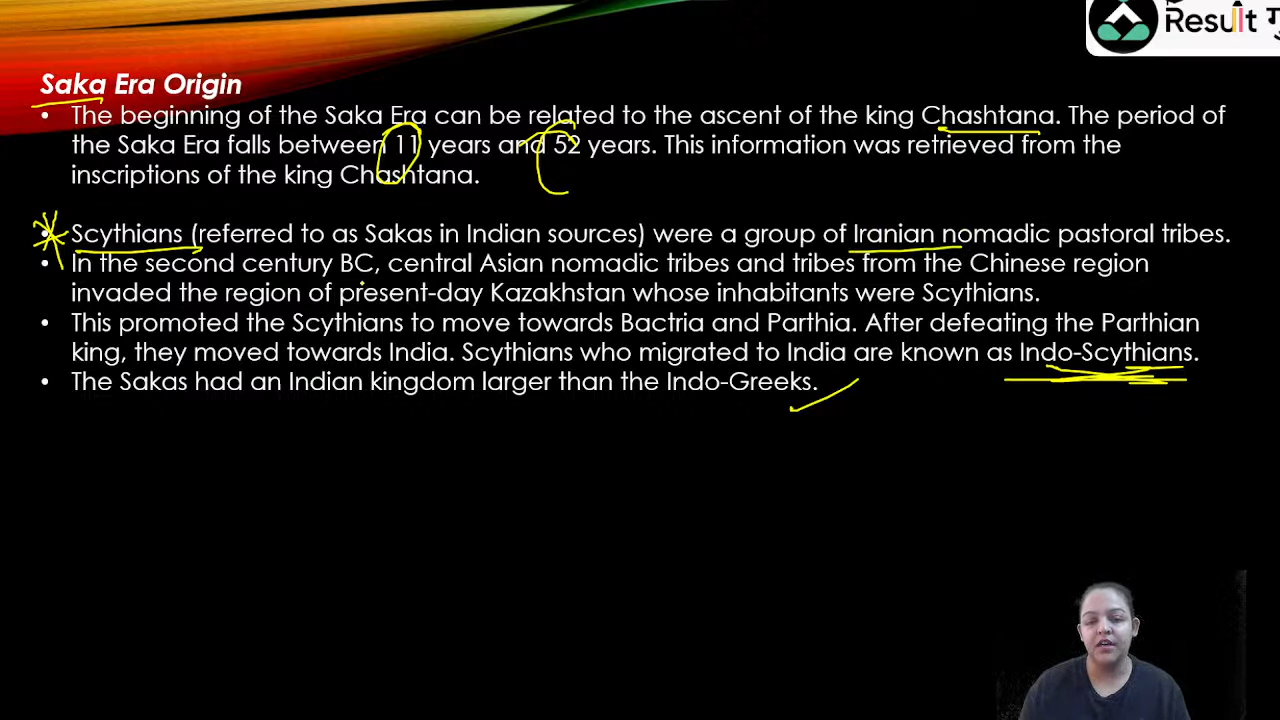 Result
Saka Era Origin
• The beginning of the Saka Era can be related to the ascent of the king Chashtana. The period of
the Saka Era falls between 11 years and 52 years. This information was retrieved from the
inscriptions of the king Chashtana.
• Scythians (referred to as Sakas in Indian sources) were a group of Iranian nomadic pastoral tribes.
• In the second century BC, central Asian nomadic tribes and tribes from the Chinese region
invaded the region of present-day Kazakhstan whose inhabitants were Scythians.
• This promoted the Scythians to move towards Bactria and Parthia. After defeating the Parthian
king, they moved towards India. Scythians who migrated to India are known as Indo-Scythians.
• The Sakas had an Indian kingdom larger than the Indo-Greeks.